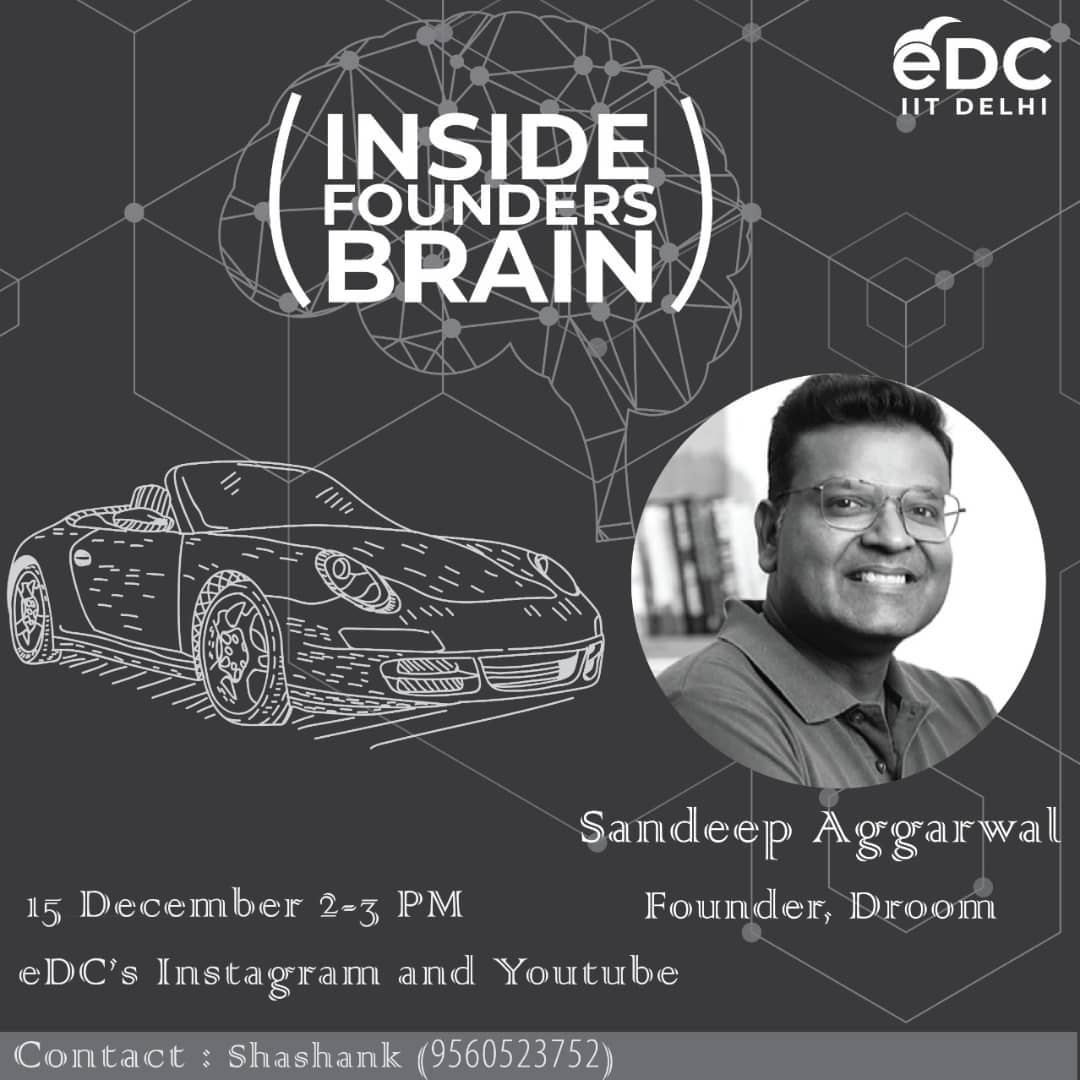 eDC
IIT DELHI
(INSIDE
FOUNDERS
BRAIN)
Sandeep Aggarwal
Founder, Droom
15 December 2-3 PM
eDC's Instagram and Youtube
Contact : Shashank (9560523752)